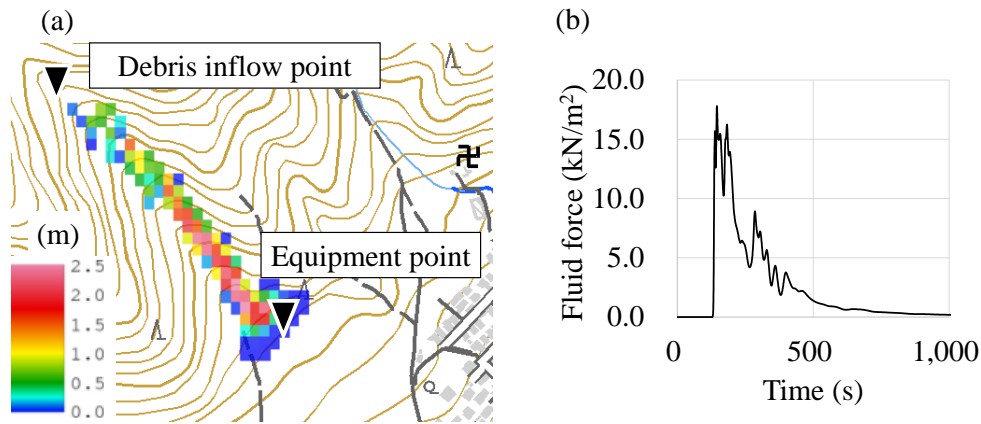 (a)
Debris inflow point
卍
Equipment point
(m)
2.5
2.0
1.5
1.0
0.5
0.0
(b)
Fluid force (kN/m²)
20.0
15.0
10.0
5.0
0.0
0
500
1,000
Time (s)